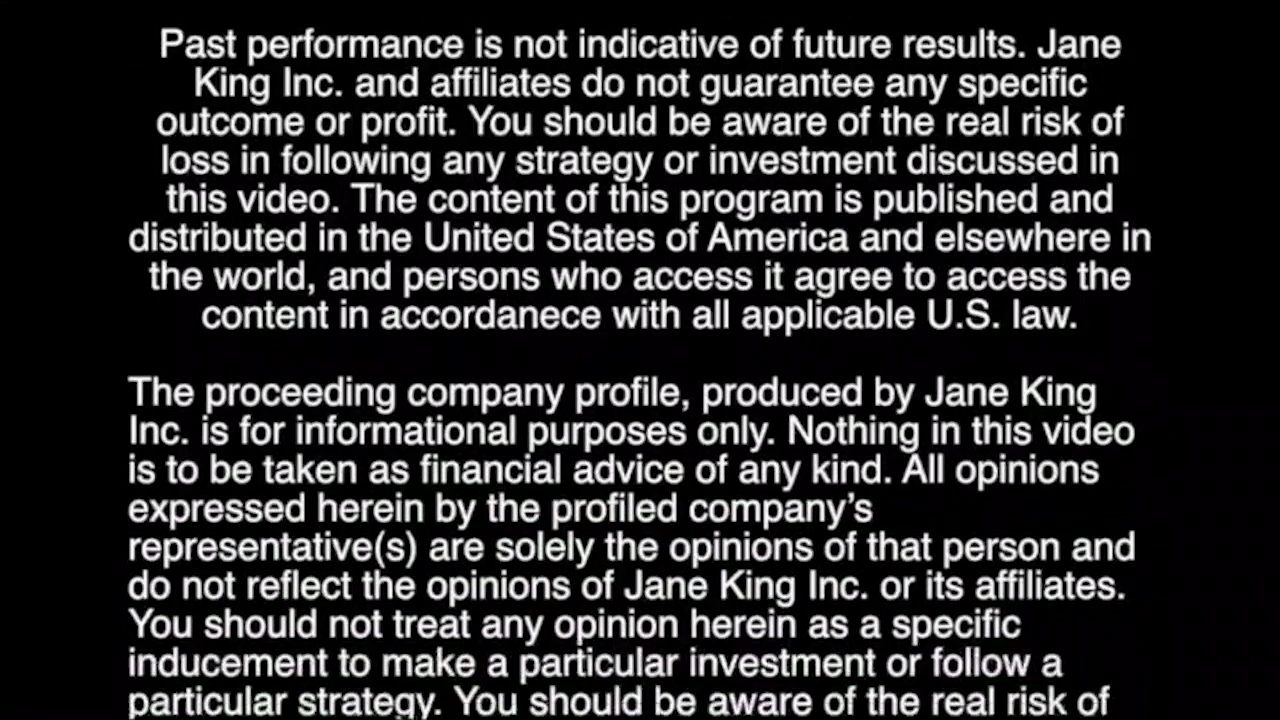 Past performance is not indicative of future results. Jane
King Inc. and affiliates do not guarantee any specific
outcome or profit. You should be aware of the real risk of
loss in following any strategy or investment discussed in
this video. The content of this program is published and
distributed in the United States of America and elsewhere in
the world, and persons who access it agree to access the
content in accordanece with all applicable U.S. law.
The proceeding company profile, produced by Jane King
Inc. is for informational purposes only. Nothing in this video
is to be taken as financial advice of any kind. All opinions
expressed herein by the profiled company’s
representative(s) are solely the opinions of that person and
do not reflect the opinions of Jane King Inc. or its affiliates.
You should not treat any opinion herein as a specific
inducement to make a particular investment or follow a
particular strategy. You should be aware of the real risk of